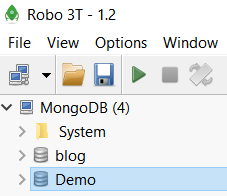 Robo 3T - 1.2
File View Options Window
MongoDB (4)
System
blog
Demo